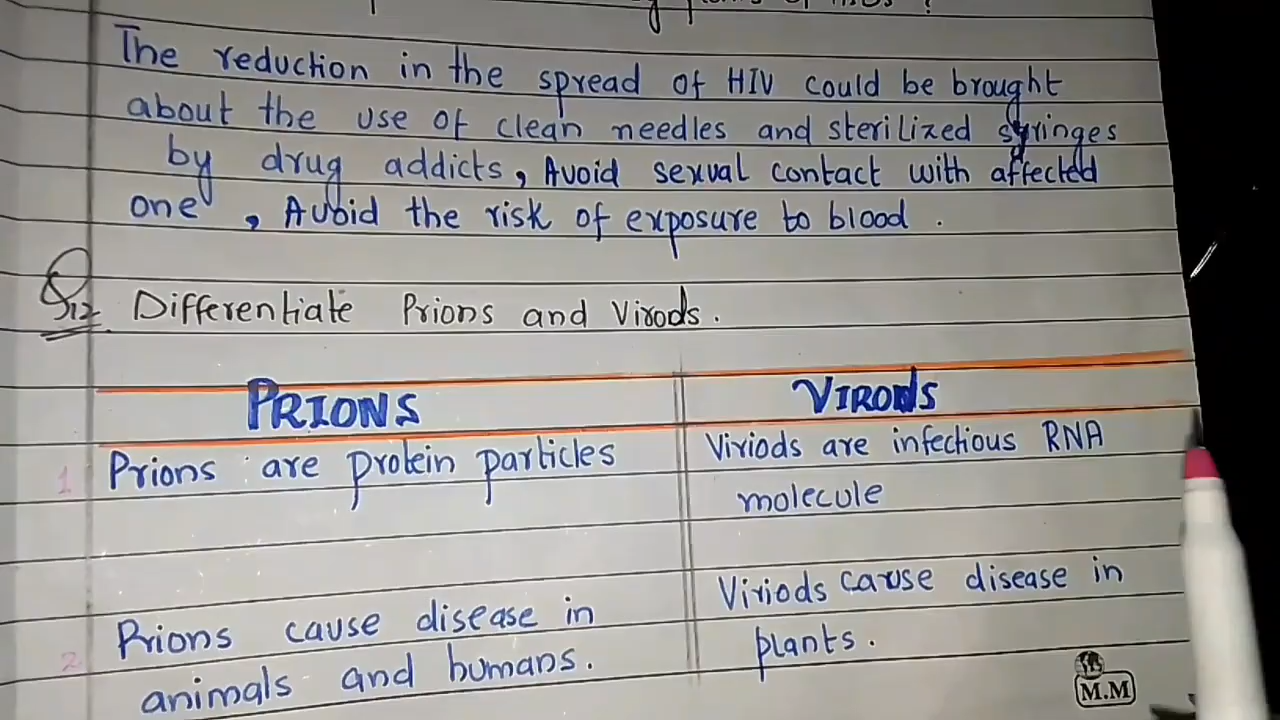 The reduction in the spread of HIV could be brought
about the use of clean needles and sterilized syringes
by drug addicts, Avoid sexual contact with affected
one, Avoid the risk of exposure to blood.
Q12. Differentiate Prions and Virods.
PRIONS
VIRODS
1 Prions are protein particles
Viriods are infectious RNA
molecule
2 Prions cause disease in
animals and humans.
Viriods cause disease in
plants.
M.M